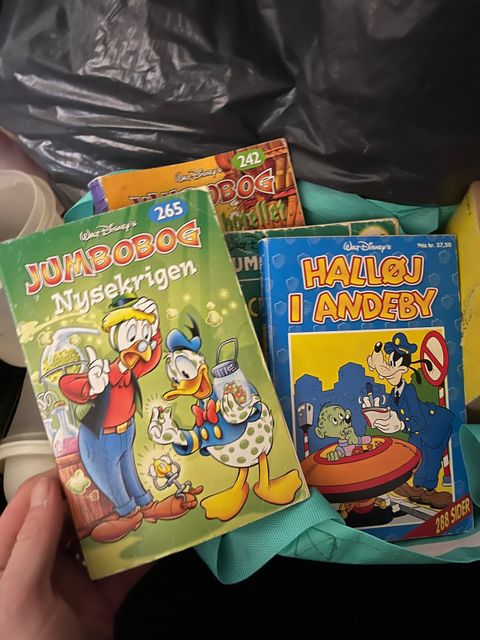 242
Walt Disney's
JUMBOBOG
265
Walt Disney's
JUMBOBOG
Nysekrigen
Walt Disney's Pris kr. 37,50
HALLØJ
I ANDEBY
288 SIDER